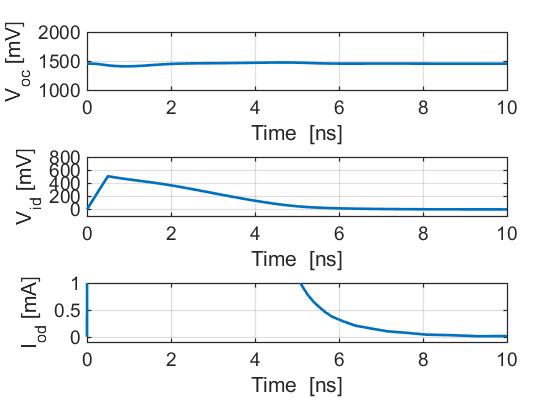 2000
1500
1000
V_oc [mV]
0 2 4 6 8 10
Time [ns]
800
600
400
200
0
V_id [mV]
0 2 4 6 8 10
Time [ns]
1
0.5
0
I_od [mA]
0 2 4 6 8 10
Time [ns]